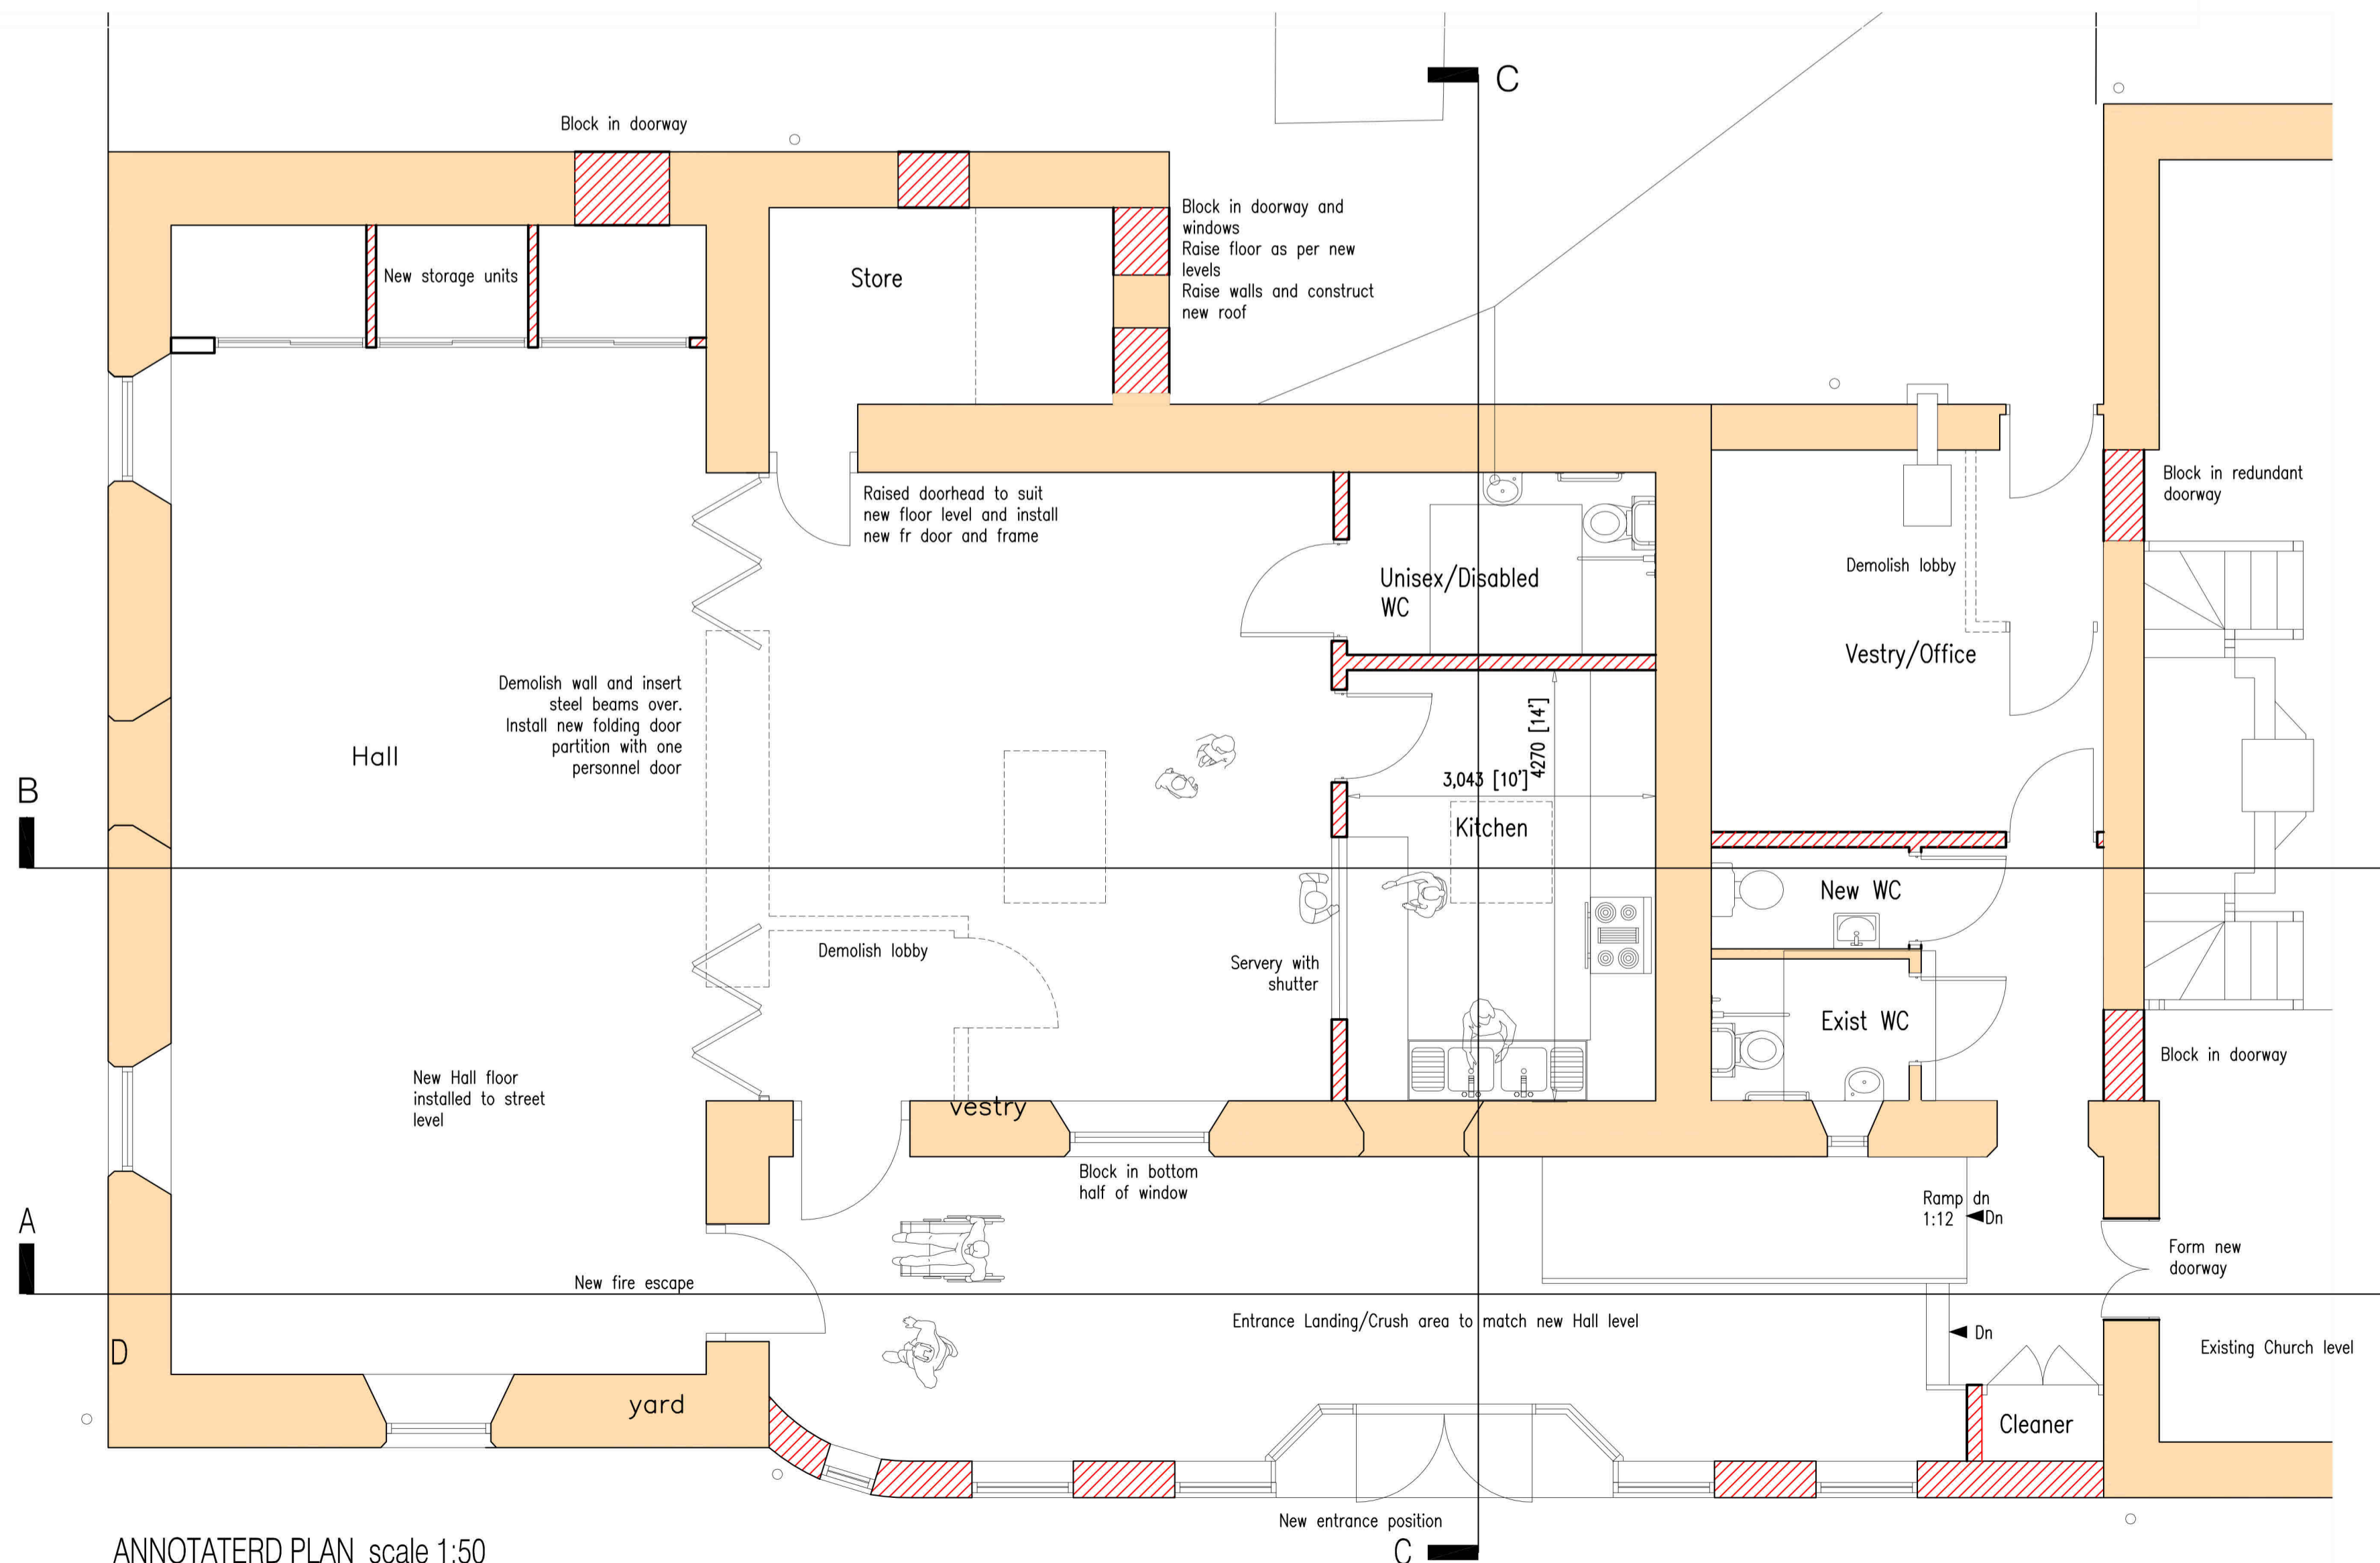 C
Block in doorway
Block in doorway and
windows
Raise floor as per new
levels
Raise walls and construct
new roof
New storage units
Store
Block in redundant
doorway
Raised doorhead to suit
new floor level and install
new fr door and frame
Unisex/Disabled
WC
Demolish lobby
Vestry/Office
Demolish wall and insert
steel beams over.
Install new folding door
partition with one
personnel door
4270 [14']
Hall
3,043 [10']
B
Kitchen
New WC
Demolish lobby
Servery with
shutter
Exist WC
Block in doorway
New Hall floor
installed to street
level
vestry
Block in bottom
half of window
Ramp dn
1:12
Dn
A
Form new
doorway
New fire escape
Entrance Landing/Crush area to match new Hall level
Dn
D
Existing Church level
yard
Cleaner
New entrance position
ANNOTATERD PLAN scale 1:50
C